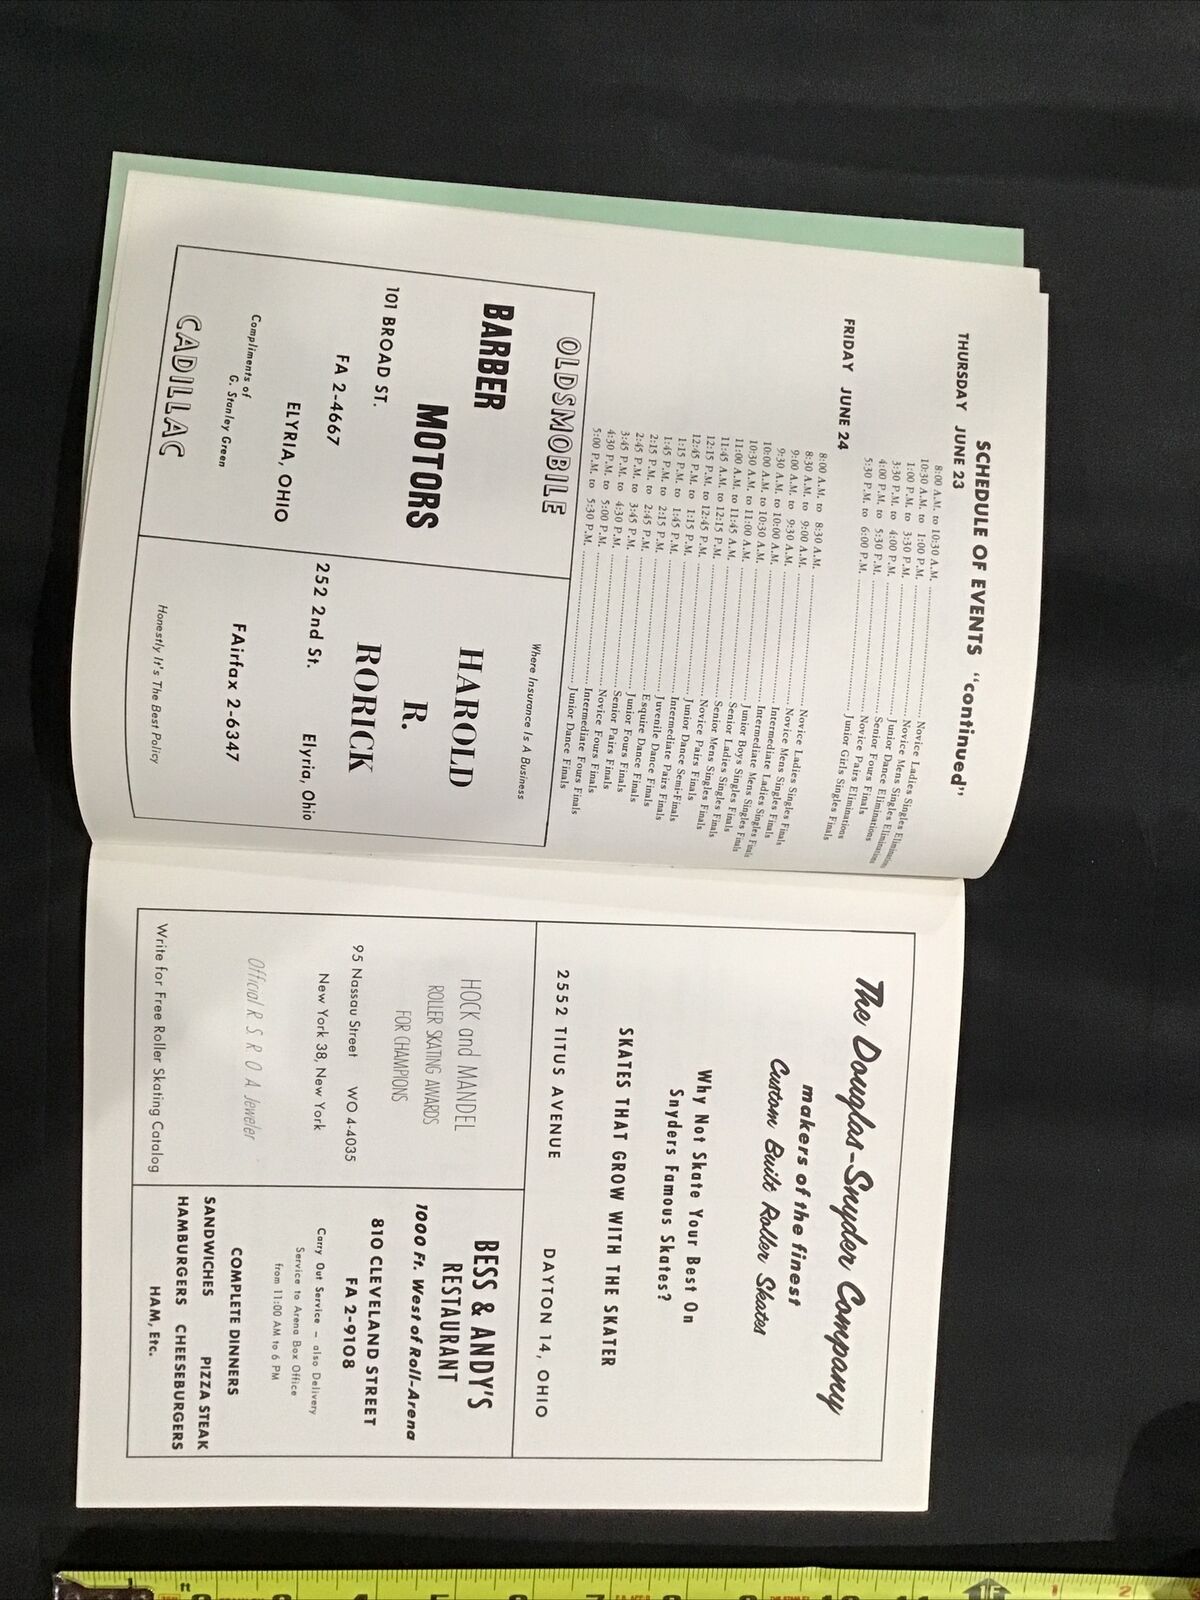 SCHEDULE OF EVENTS "continued"
THURSDAY JUNE 23
8:00 A.M. to 10:30 A.M. Novice Ladies Singles Eliminations
10:30 A.M. to 1:00 P.M. Novice Mens Singles Eliminations
1:00 P.M. to 3:30 P.M. Junior Dance Eliminations
3:30 P.M. to 4:00 P.M. Senior Fours Finals
4:00 P.M. to 5:30 P.M. Novice Pairs Eliminations
5:30 P.M. to 6:00 P.M. Junior Girls Singles Finals
FRIDAY JUNE 24
8:00 A.M. to 8:30 A.M. Novice Ladies Singles Finals
8:30 A.M. to 9:00 A.M. Novice Mens Singles Finals
9:00 A.M. to 9:30 A.M. Intermediate Ladies Singles Finals
9:30 A.M. to 10:00 A.M. Intermediate Mens Singles Finals
10:00 A.M. to 10:30 A.M. Junior Boys Singles Finals
10:30 A.M. to 11:00 A.M. Senior Ladies Singles Finals
11:00 A.M. to 11:45 A.M. Senior Mens Singles Finals
11:45 A.M. to 12:15 P.M. Novice Pairs Finals
12:15 P.M. to 12:45 P.M. Junior Dance Semi-Finals
12:45 P.M. to 1:15 P.M. Intermediate Pairs Finals
1:15 P.M. to 1:45 P.M. Juvenile Dance Finals
1:45 P.M. to 2:15 P.M. Esquire Dance Finals
2:15 P.M. to 2:45 P.M. Junior Fours Finals
2:45 P.M. to 3:45 P.M. Senior Pairs Finals
3:45 P.M. to 4:30 P.M. Novice Fours Finals
4:30 P.M. to 5:00 P.M. Intermediate Fours Finals
5:00 P.M. to 5:30 P.M. Junior Dance Finals
OLDSMOBILE
BARBER
MOTORS
101 BROAD ST.
FA 2-4667
ELYRIA, OHIO
Compliments of
G. Stanley Green
CADILLAC
Where Insurance Is A Business
HAROLD
R.
RORICK
252 2nd St. Elyria, Ohio
FAirfax 2-6347
Honestly It's The Best Policy
The Douglas-Snyder Company
makers of the finest
Custom Built Roller Skates
Why Not Skate Your Best On
Snyders Famous Skates?
SKATES THAT GROW WITH THE SKATER
2552 TITUS AVENUE DAYTON 14, OHIO
HOCK and MANDEL
ROLLER SKATING AWARDS
FOR CHAMPIONS
95 Nassau Street WO 4-4035
New York 38, New York
Official R. S. R. O. A Jeweler
Write for Free Roller Skating Catalog
BESS & ANDY'S
RESTAURANT
1000 Ft. West of Roll-Arena
810 CLEVELAND STREET
FA 2-9108
Carry Out Service — also Delivery
Service to Arena Box Office
from 11:00 AM to 6 PM
COMPLETE DINNERS
SANDWICHES PIZZA STEAK
HAMBURGERS CHEESEBURGERS
HAM, Etc.